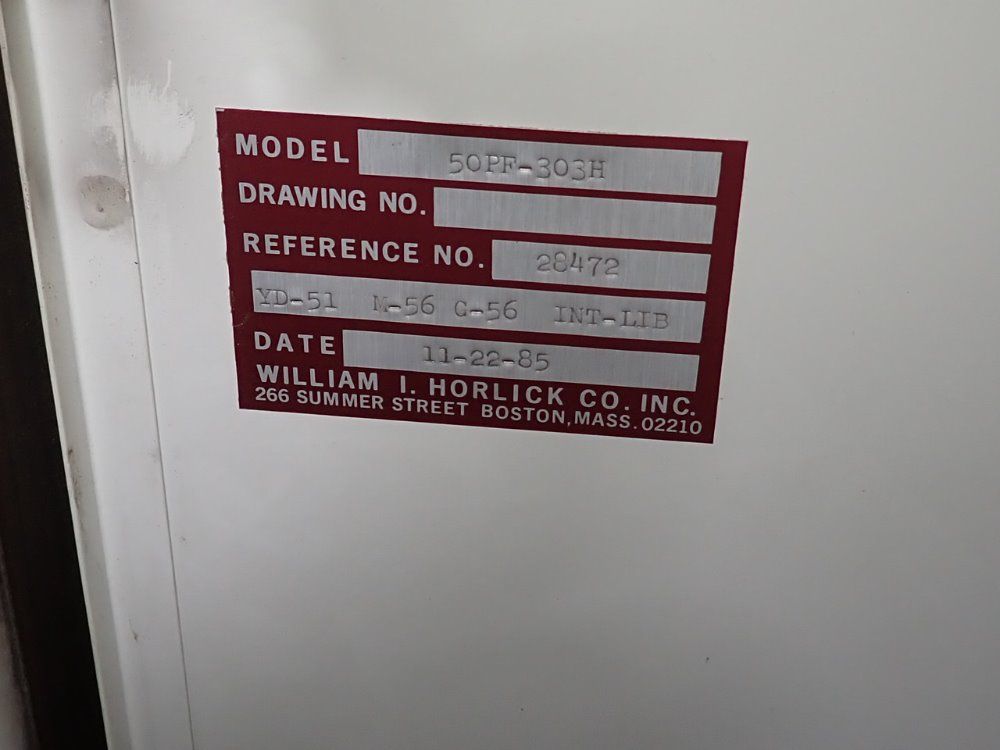 MODEL 50PF-303H
DRAWING NO.
REFERENCE NO. 28472
YD-51 M-56 G-56 INT-LIB
DATE 11-22-85
WILLIAM I. HORLICK CO. INC.
266 SUMMER STREET BOSTON, MASS. 02210